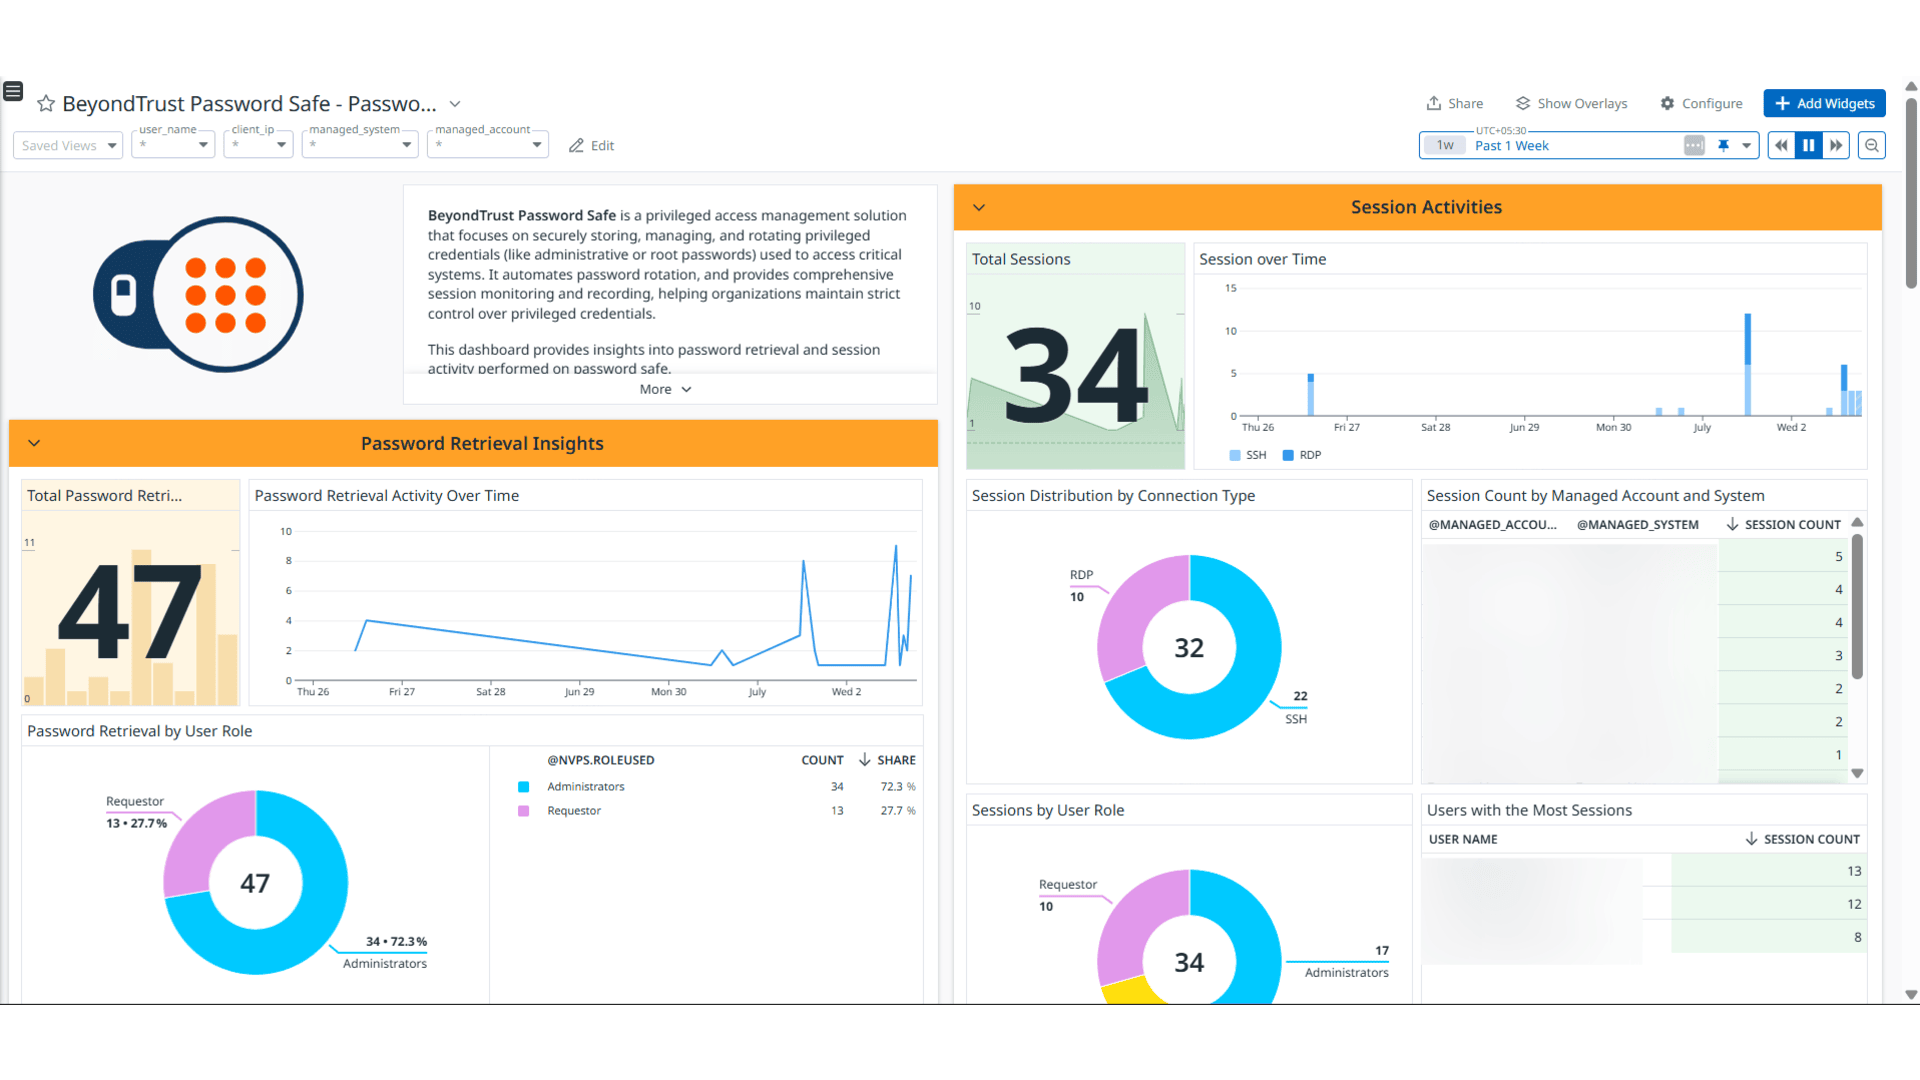 BeyondTrust Password Safe - Passwo...
Share
Show Overlays
Configure
Add Widgets
Saved Views
user_name
*
client_ip
*
managed_system
*
managed_account
*
Edit
UTC+05:30
1w
Past 1 Week
BeyondTrust Password Safe is a privileged access management solution
that focuses on securely storing, managing, and rotating privileged
credentials (like administrative or root passwords) used to access critical
systems. It automates password rotation, and provides comprehensive
session monitoring and recording, helping organizations maintain strict
control over privileged credentials.
This dashboard provides insights into password retrieval and session
activity performed on password safe.
More
Password Retrieval Insights
Total Password Retri...
11
47
0
Password Retrieval Activity Over Time
10
8
6
4
2
0
Thu 26
Fri 27
Sat 28
Jun 29
Mon 30
July
Wed 2
Password Retrieval by User Role
Requestor
13 • 27.7%
47
34 • 72.3%
Administrators
@NVPS.ROLEUSED
COUNT
SHARE
Administrators
34
72.3 %
Requestor
13
27.7 %
Session Activities
Total Sessions
10
34
1
Session over Time
15
10
5
0
Thu 26
Fri 27
Sat 28
Jun 29
Mon 30
July
Wed 2
SSH
RDP
Session Distribution by Connection Type
RDP
10
32
22
SSH
Session Count by Managed Account and System
@MANAGED_ACCOU...
@MANAGED_SYSTEM
SESSION COUNT
5
4
4
3
2
2
1
Sessions by User Role
Requestor
10
34
17
Administrators
Users with the Most Sessions
USER NAME
SESSION COUNT
13
12
8